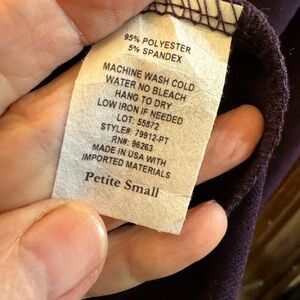 95% POLYESTER
5% SPANDEX
MACHINE WASH COLD
WATER NO BLEACH
HANG TO DRY
LOW IRON IF NEEDED
LOT: 55872
STYLE#: 79912-PT
RN#: 96263
MADE IN USA WITH
IMPORTED MATERIALS
Petite Small